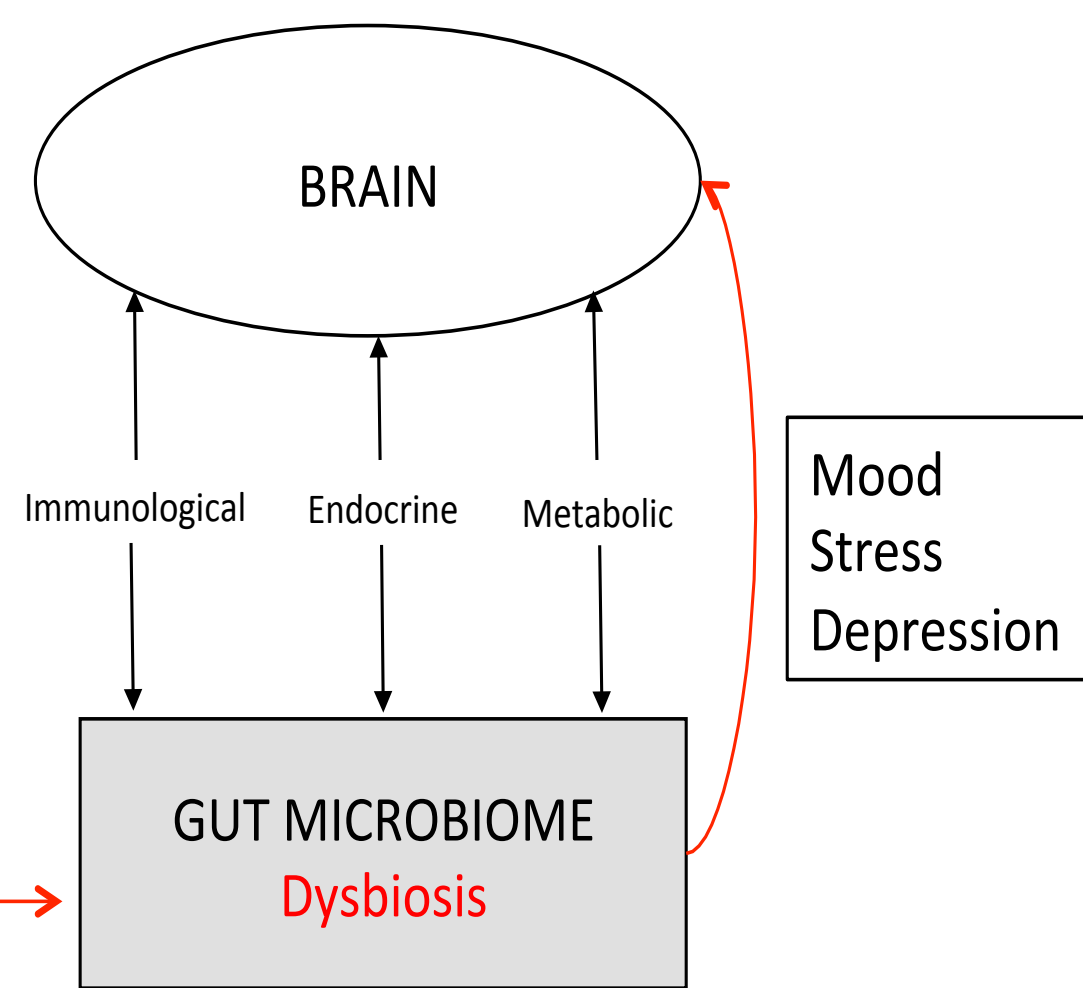 BRAIN
Immunological
Endocrine
Metabolic
Mood
Stress
Depression
GUT MICROBIOME
Dysbiosis